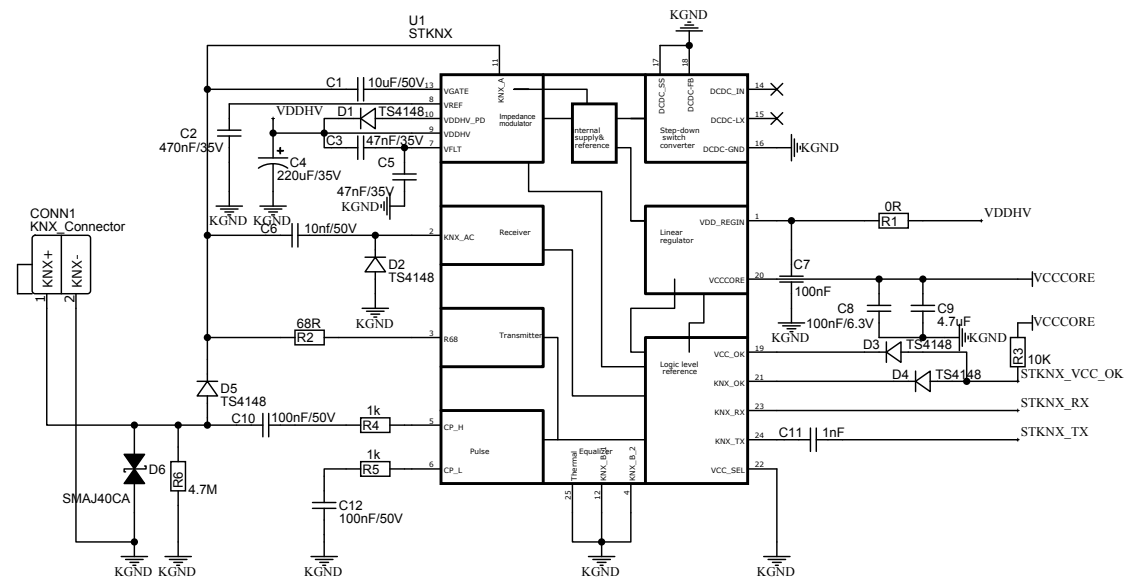 U1
STKNX
KGND
17
18
11
DCDC_SS
DCDC-FB
KNX_A
C1
10uF/50V
13
VGATE
8
VREF
VDDHV
D1
TS4148
10
VDDHV_PD
9
VDDHV
C2
470nF/35V
C3
47nF/35V
7
VFLT
C4
220uF/35V
C5
47nF/35V
KGND
KGND
KGND
Impedance
modulator
nternal
supply&
reference
Step-down
switch
converter
DCDC_IN
14
DCDC-LX
15
DCDC-GND
16
KGND
CONN1
KNX_Connector
KNX+
KNX-
1
2
C6
10nf/50V
2
KNX_AC
Receiver
D2
TS4148
KGND
Linear
regulator
VDD_REGIN
1
0R
R1
VDDHV
C7
100nF
KGND
VCCCORE
20
VCCCORE
C8
100nF/6.3V
C9
4.7uF
KGND
VCCCORE
68R
R2
3
R68
Transmitter
Logic level
reference
VCC_OK
19
D3
TS4148
R3
10K
KNX_OK
21
D4
TS4148
STKNX_VCC_OK
KNX_RX
23
STKNX_RX
KNX_TX
24
C11
1nF
STKNX_TX
VCC_SEL
22
KGND
D5
TS4148
C10
100nF/50V
1k
R4
5
CP_H
Pulse
1k
R5
6
CP_L
C12
100nF/50V
KGND
D6
SMAJ40CA
R6
4.7M
KGND
KGND
Thermal
Equalizer
KNX_B_1
KNX_B_2
25
12
4
KGND